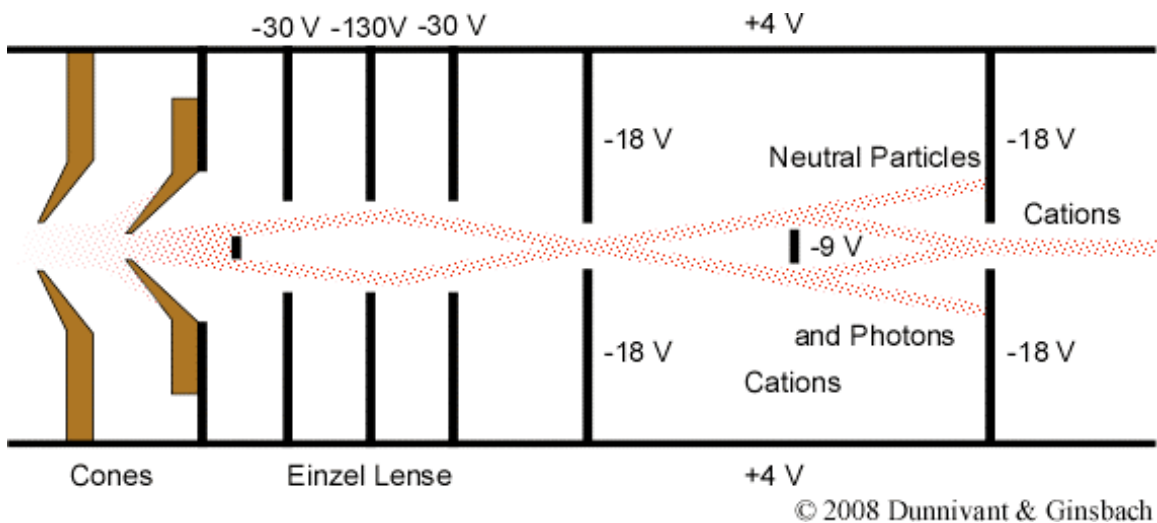 -30 V -130V -30 V +4 V
-18 V -18 V
Neutral Particles
Cations
-9 V
and Photons
-18 V -18 V
Cations
Cones Einzel Lense +4 V
© 2008 Dunnivant & Ginsbach